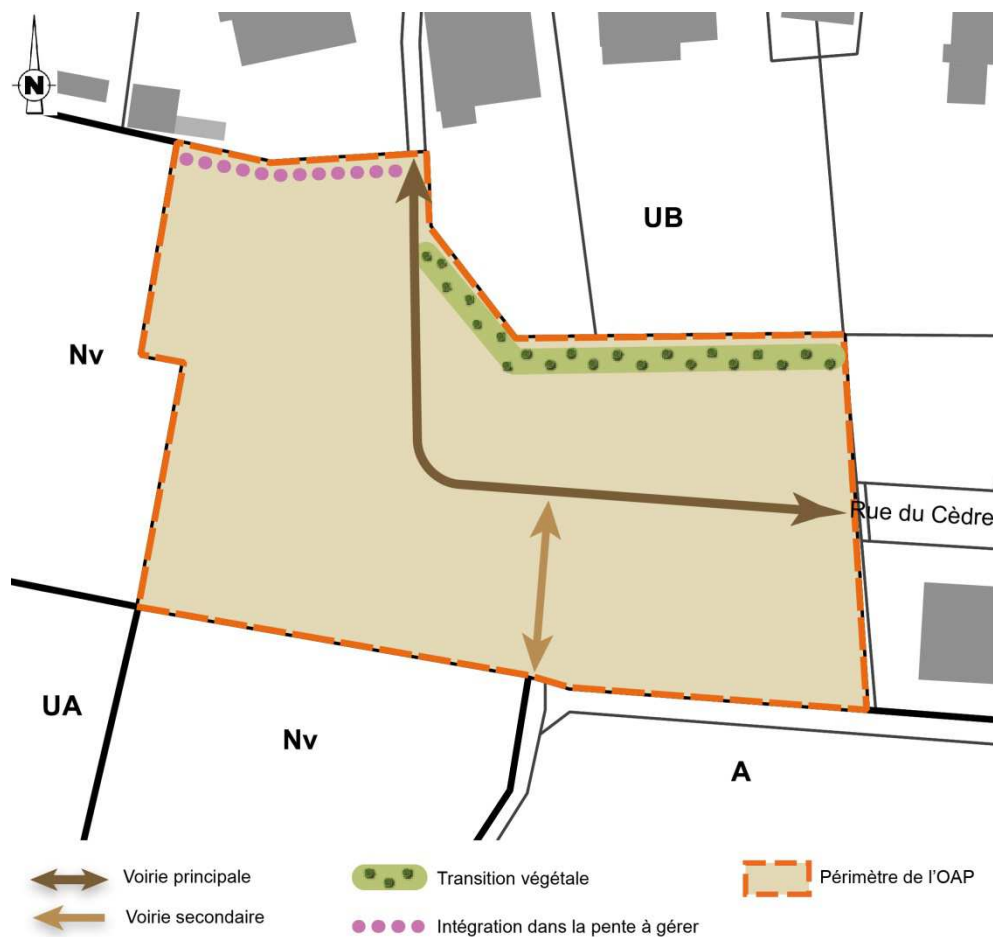 N
UB
Nv
Rue du Cèdre
UA
Nv
A
Voirie principale
Transition végétale
Périmètre de l'OAP
Voirie secondaire
Intégration dans la pente à gérer